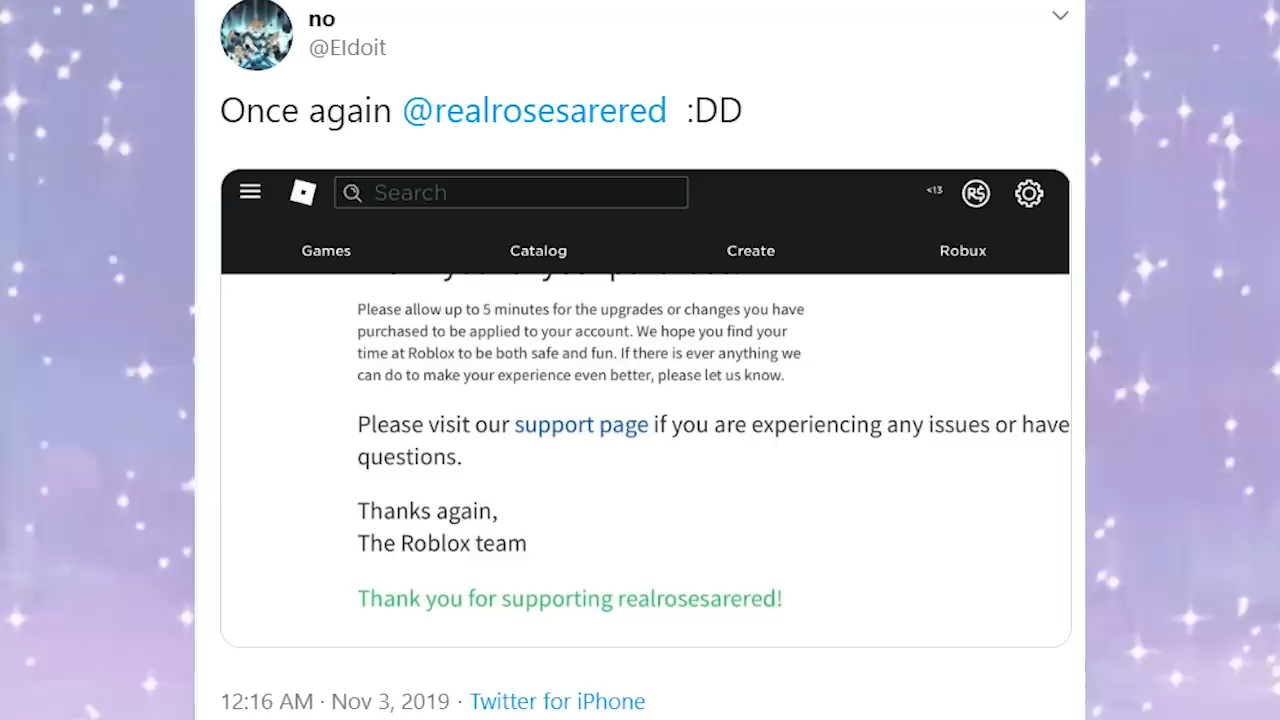 no
@EIdoit
Once again @realrosesarered :DD
Search
<13
Games
Catalog
Create
Robux
Please allow up to 5 minutes for the upgrades or changes you have
purchased to be applied to your account. We hope you find your
time at Roblox to be both safe and fun. If there is ever anything we
can do to make your experience even better, please let us know.
Please visit our support page if you are experiencing any issues or have
questions.
Thanks again,
The Roblox team
Thank you for supporting realrosesarered!
12:16 AM · Nov 3, 2019 · Twitter for iPhone